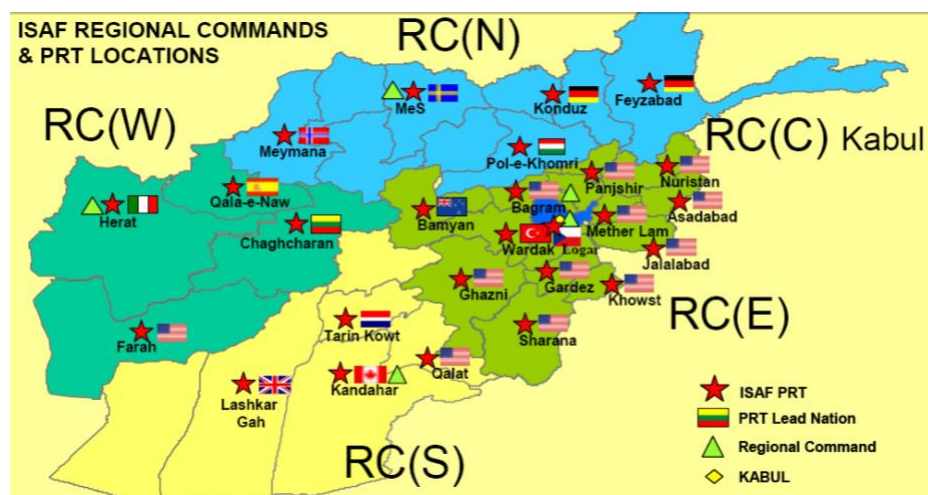 ISAF REGIONAL COMMANDS
& PRT LOCATIONS
RC(N)
RC(W)
RC(C) Kabul
RC(E)
RC(S)
MeS
Konduz
Feyzabad
Meymana
Pol-e-Khomri
Herat
Qala-e-Naw
Chaghcharan
Farah
Bamyan
Bagram
Panjshir
Nuristan
Asadabad
Mether Lam
Wardak
Logar
Jalalabad
Ghazni
Gardez
Khowst
Sharana
Tarin Kowt
Kandahar
Qalat
Lashkar
Gah
ISAF PRT
PRT Lead Nation
Regional Command
KABUL